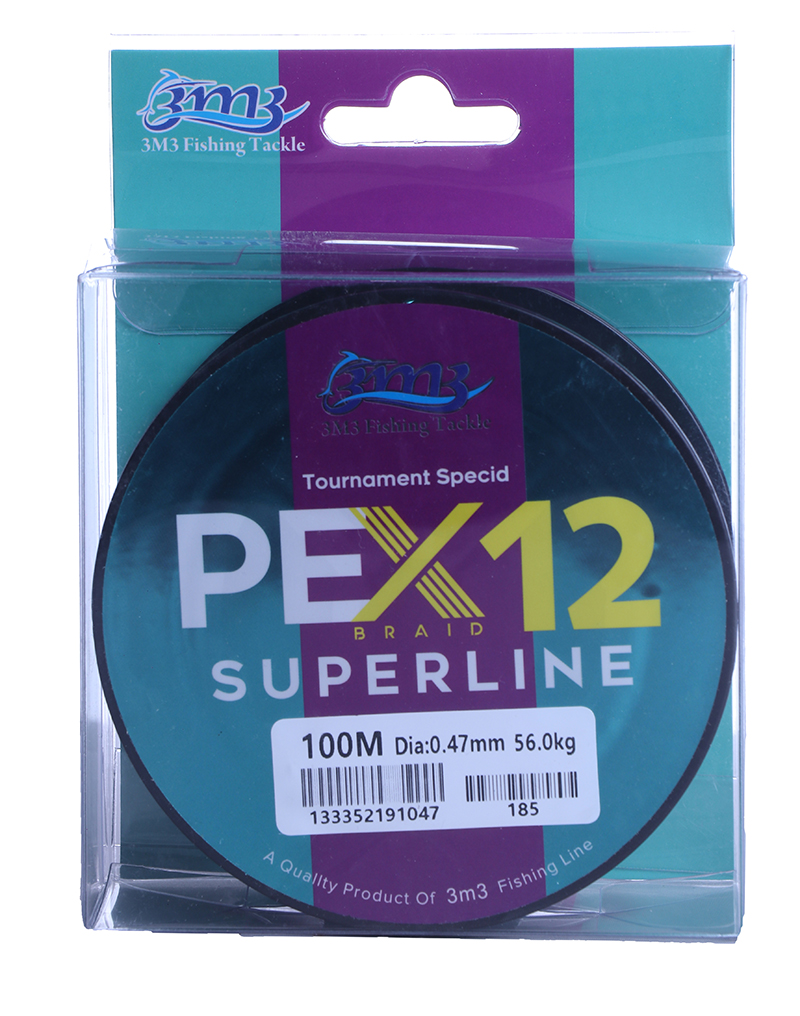 3m3
3M3 Fishing Tackle
3m3
3M3 Fishing Tackle
Tournament Specid
PEX12
BRAID
SUPERLINE
100M Dia:0.47mm 56.0kg
133352191047 185
A Quallty Product Of 3m3 Fishing Line